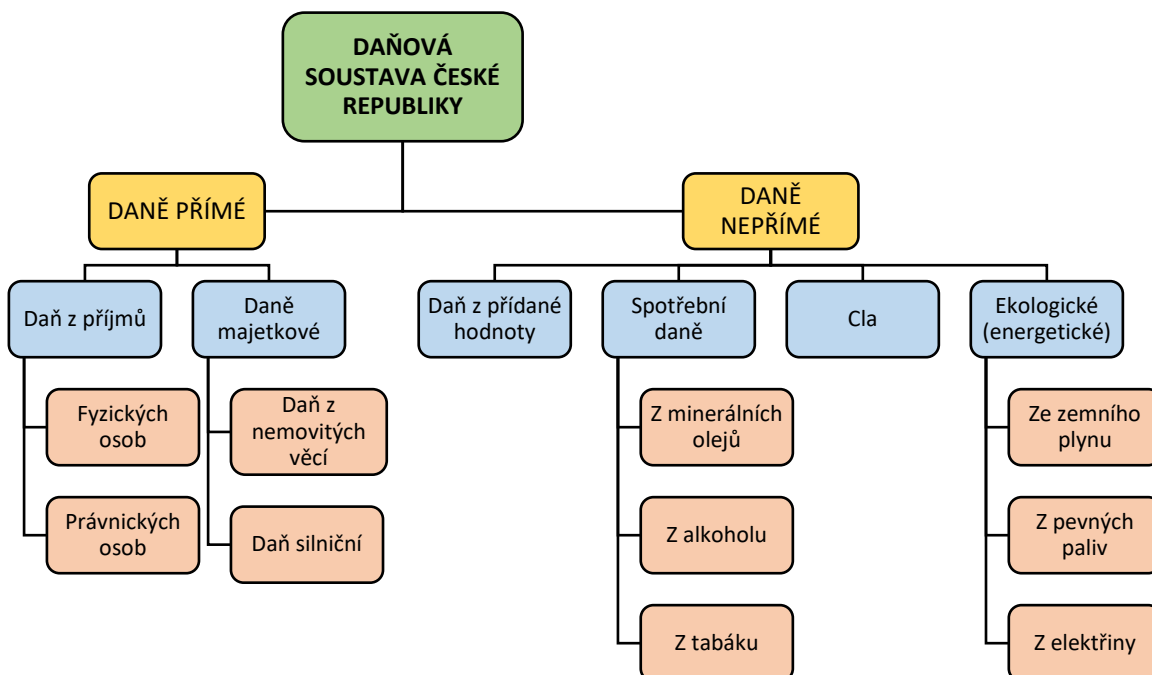 DAŇOVÁ
SOUSTAVA ČESKÉ
REPUBLIKY
DANĚ PŘÍMÉ
DANĚ
NEPŘÍMÉ
Daň z příjmů
Daně
majetkové
Daň z přídané
hodnoty
Spotřební
daně
Cla
Ekologické
(energetické)
Fyzických
osob
Daň z
nemovitých
věcí
Z minerálních
olejů
Ze zemního
plynu
Právnických
osob
Daň silniční
Z alkoholu
Z pevných
paliv
Z tabáku
Z elektřiny